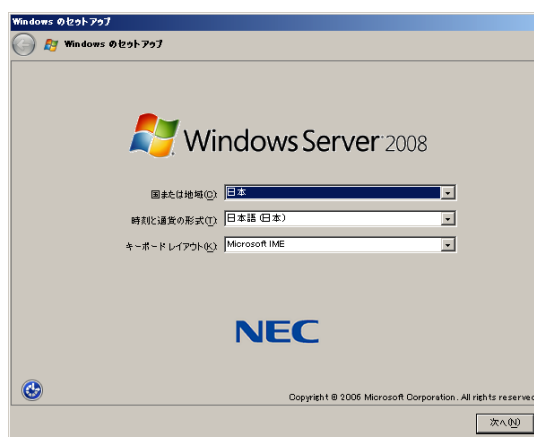 Windows のセットアップ
Windows のセットアップ
Windows Server 2008
国または地域(C): 日本
時刻と通貨の形式(T): 日本語 (日本)
キーボード レイアウト(K): Microsoft IME
NEC
Copyright © 2006 Microsoft Corporation. All rights reserved
次へ(N)